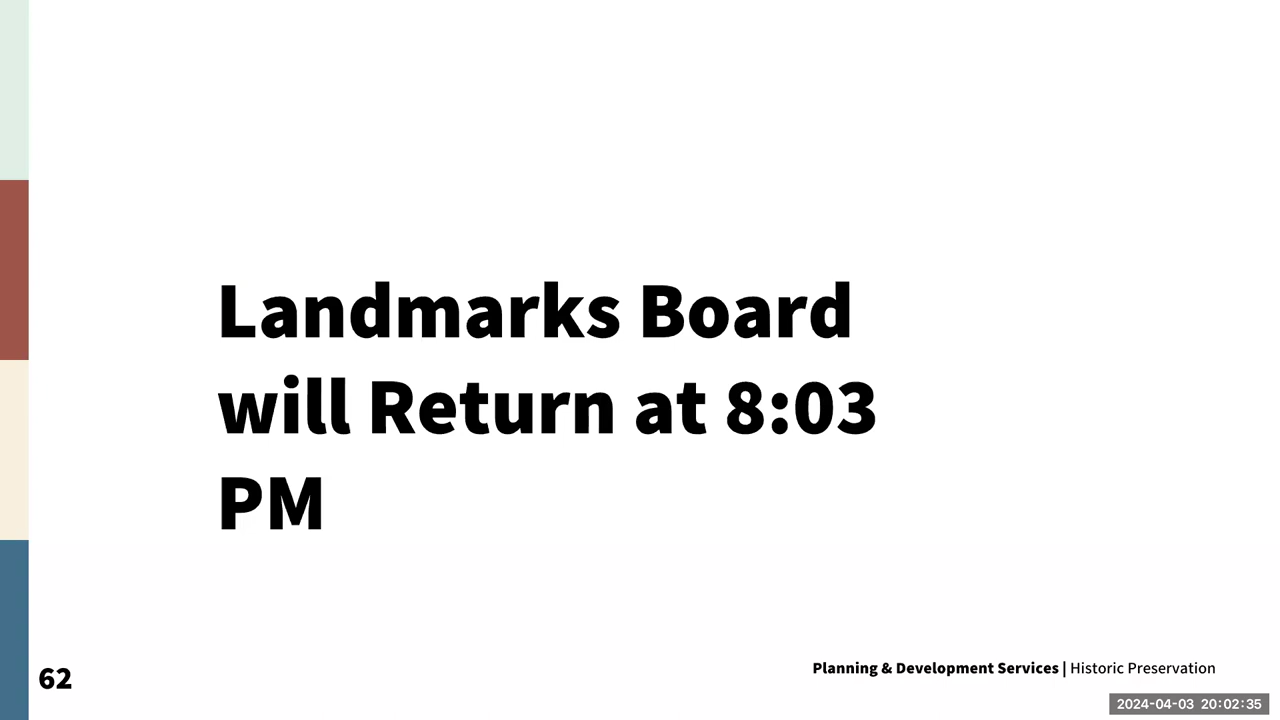 Landmarks Board
will Return at 8:03
PM
62
Planning & Development Services | Historic Preservation
2024-04-03 20:02:35